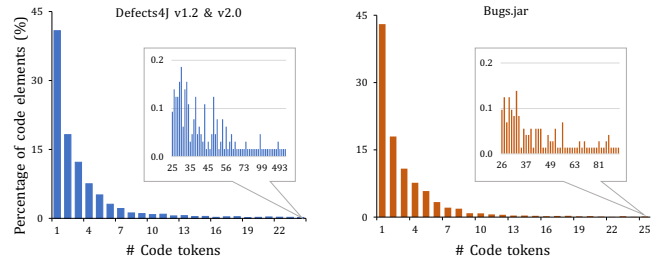 Defects4J v1.2 & v2.0
Percentage of code elements (%)
45
30
15
0
1 4 7 10 13 16 19 22
# Code tokens
0.2
0.1
0.0
25 35 45 56 73 99 493
Bugs.jar
45
30
15
0
1 4 7 10 13 16 19 22 25
# Code tokens
0.2
0.1
0.0
26 37 49 63 81